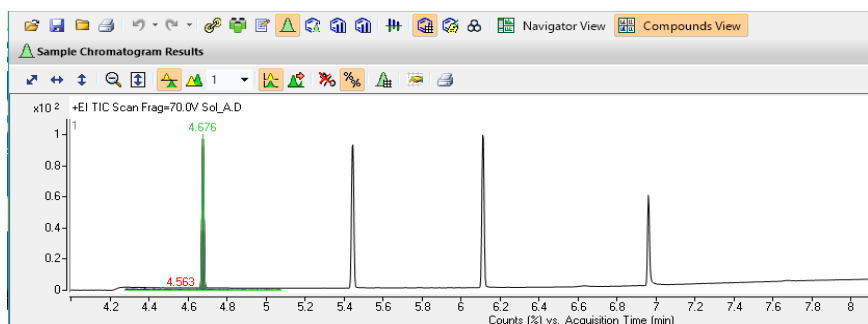 Navigator View Compounds View
Sample Chromatogram Results
1
x10 2 +EI TIC Scan Frag=70.0V Sol_A.D
1
4.676
1
0.8
0.6
0.4
0.2
4.563
0
4.2 4.4 4.6 4.8 5 5.2 5.4 5.6 5.8 6 6.2 6.4 6.6 6.8 7 7.2 7.4 7.6 7.8 8
Counts (%) vs. Acquisition Time (min)